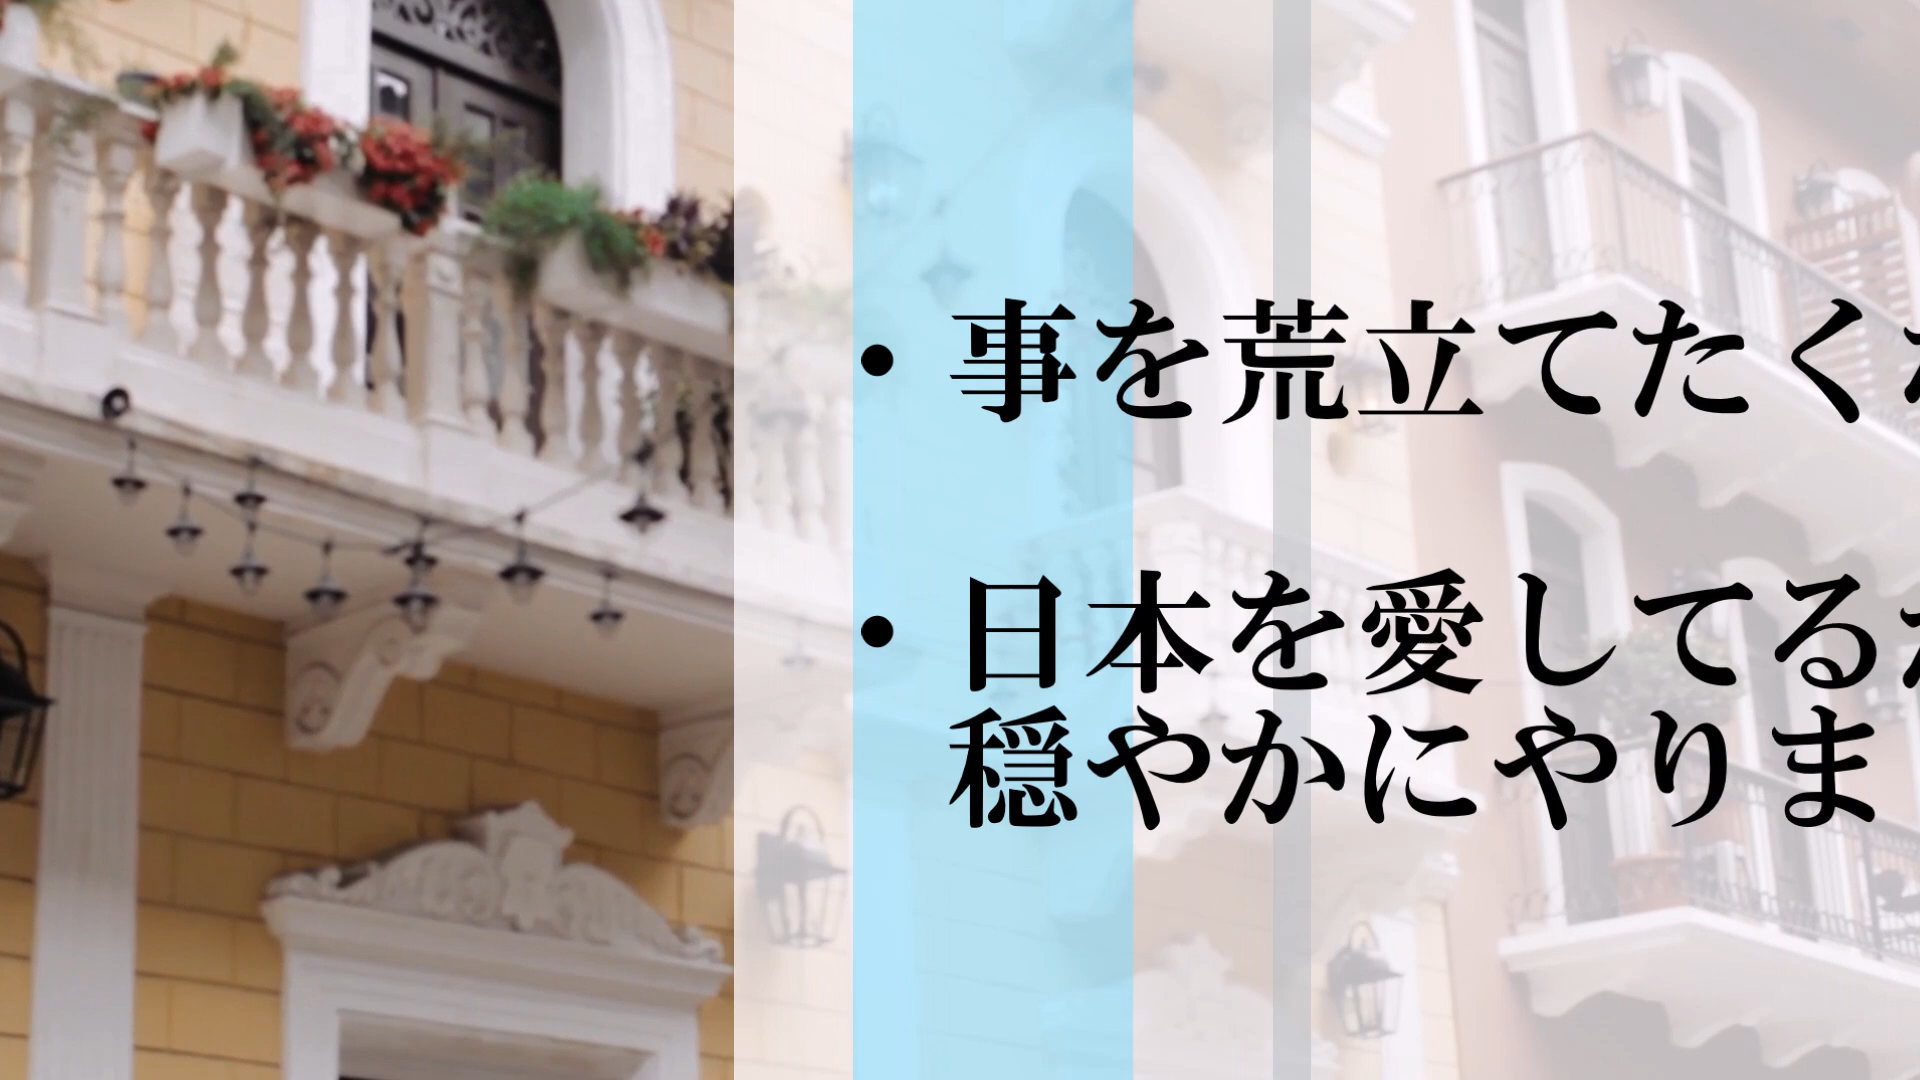 ・事を荒立てたく
・日本を愛してる
穏やかにやりま